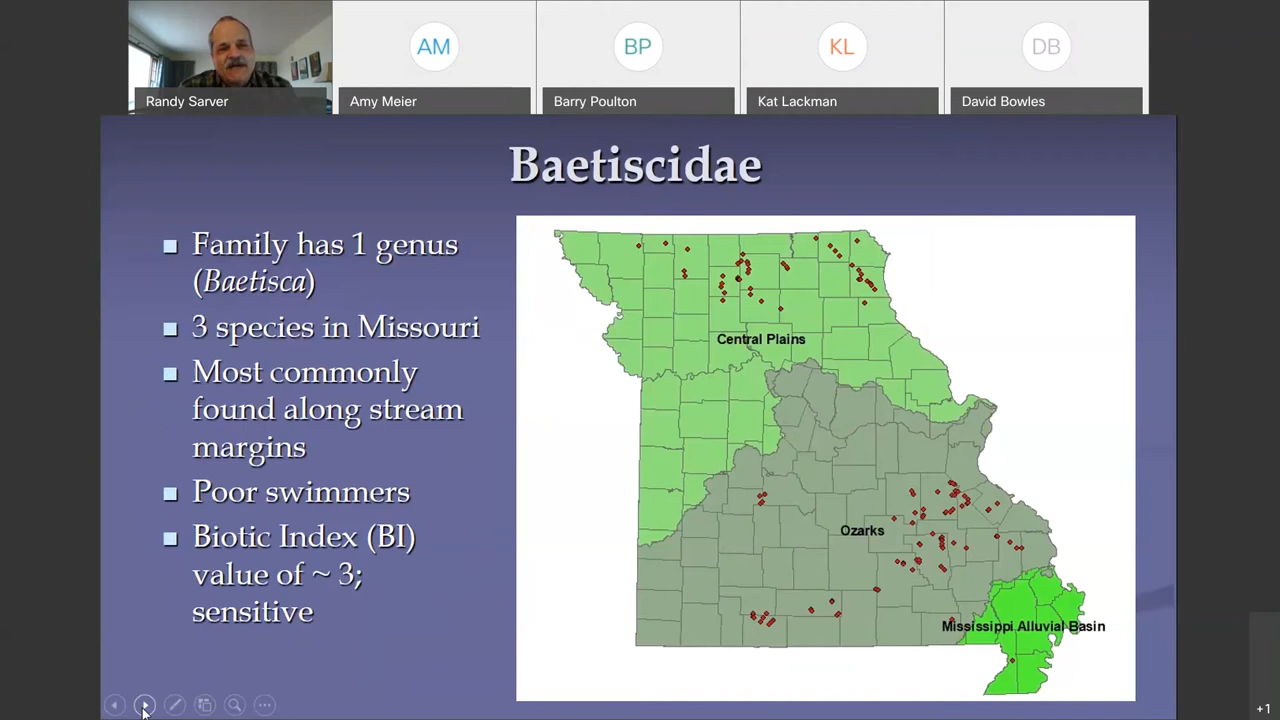 AM
BP
KL
DB
Randy Sarver
Amy Meier
Barry Poulton
Kat Lackman
David Bowles
Baetiscidae
Family has 1 genus
(Baetisca)
3 species in Missouri
Most commonly
found along stream
margins
Poor swimmers
Biotic Index (BI)
value of ~ 3;
sensitive
Central Plains
Ozarks
Mississippi Alluvial Basin
+1